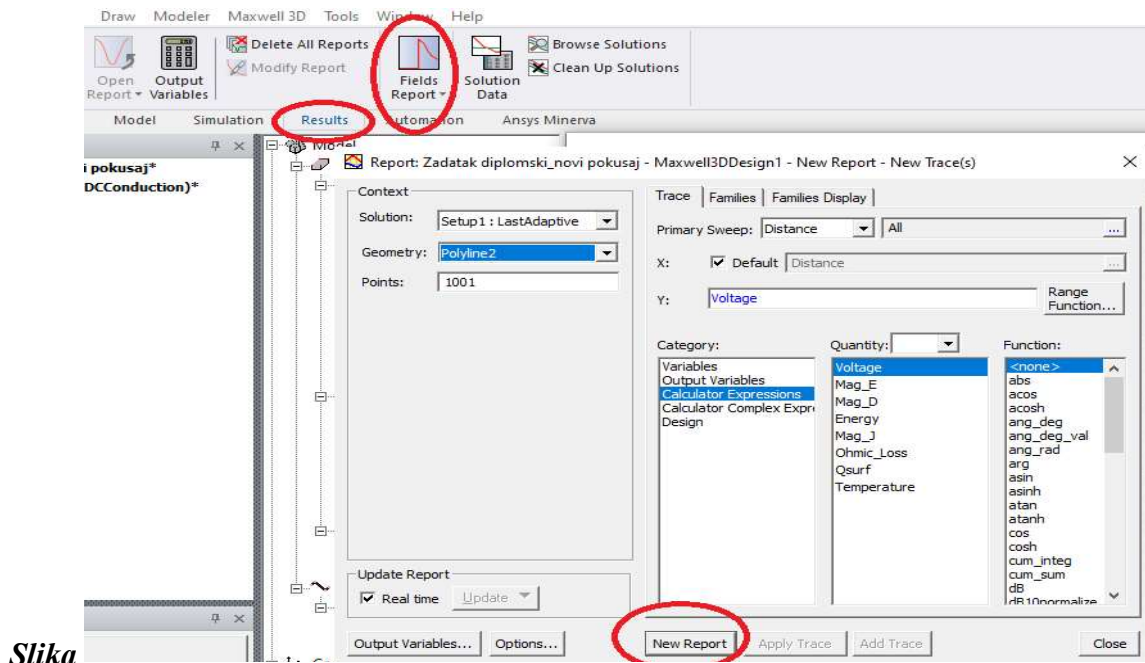 Draw Modeler Maxwell 3D Tools Window Help
Delete All Reports
Modify Report
Browse Solutions
Clean Up Solutions
Open Report
Output Variables
Fields Report
Solution Data
Model Simulation Results Automation Ansys Minerva
i pokusaj*
DCConduction)*
Model
Report: Zadatak diplomski_novi pokusaj - Maxwell3DDesign1 - New Report - New Trace(s)
Context
Solution: Setup1 : LastAdaptive
Geometry: Polyline2
Points: 1001
Update Report
Real time Update
Output Variables... Options...
Trace Families Families Display
Primary Sweep: Distance All ...
X: Default Distance ...
Y: Voltage Range Function...
Category:
Variables
Output Variables
Calculator Expressions
Calculator Complex Expr
Design
Quantity:
Voltage
Mag_E
Mag_D
Energy
Mag_J
Ohmic_Loss
Qsurf
Temperature
Function:
<none>
abs
acos
acosh
ang_deg
ang_deg_val
ang_rad
arg
asin
asinh
atan
atanh
cos
cosh
cum_integ
cum_sum
dB
dB10normalize
New Report Apply Trace Add Trace Close
Slika